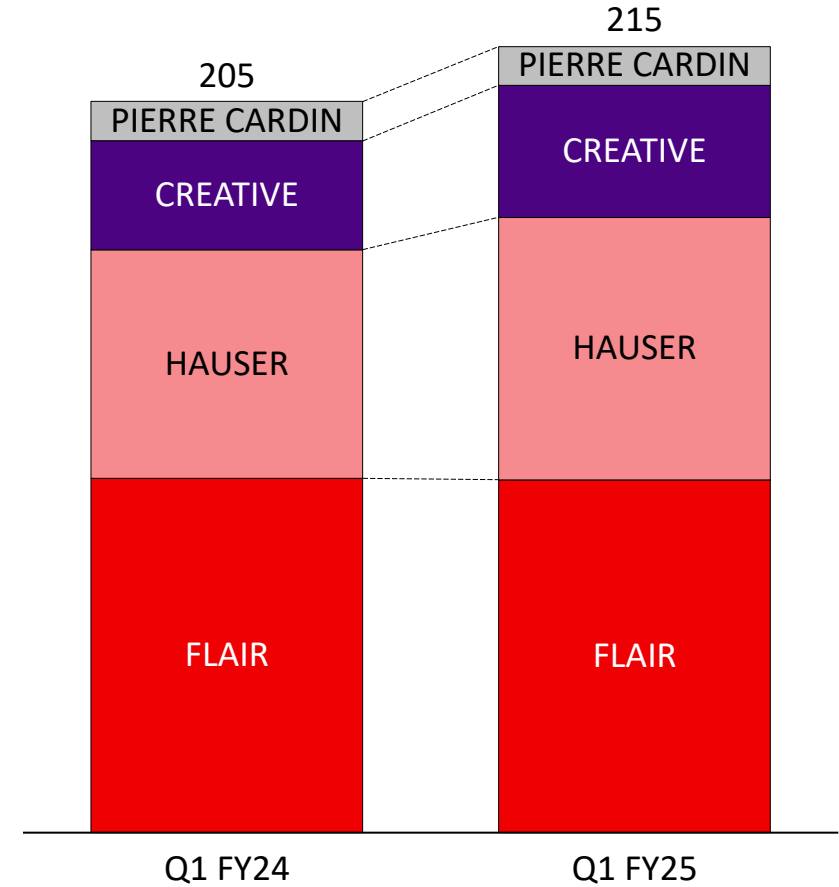 215
205
PIERRE CARDIN
PIERRE CARDIN
CREATIVE
CREATIVE
HAUSER
HAUSER
FLAIR
FLAIR
Q1 FY24
Q1 FY25